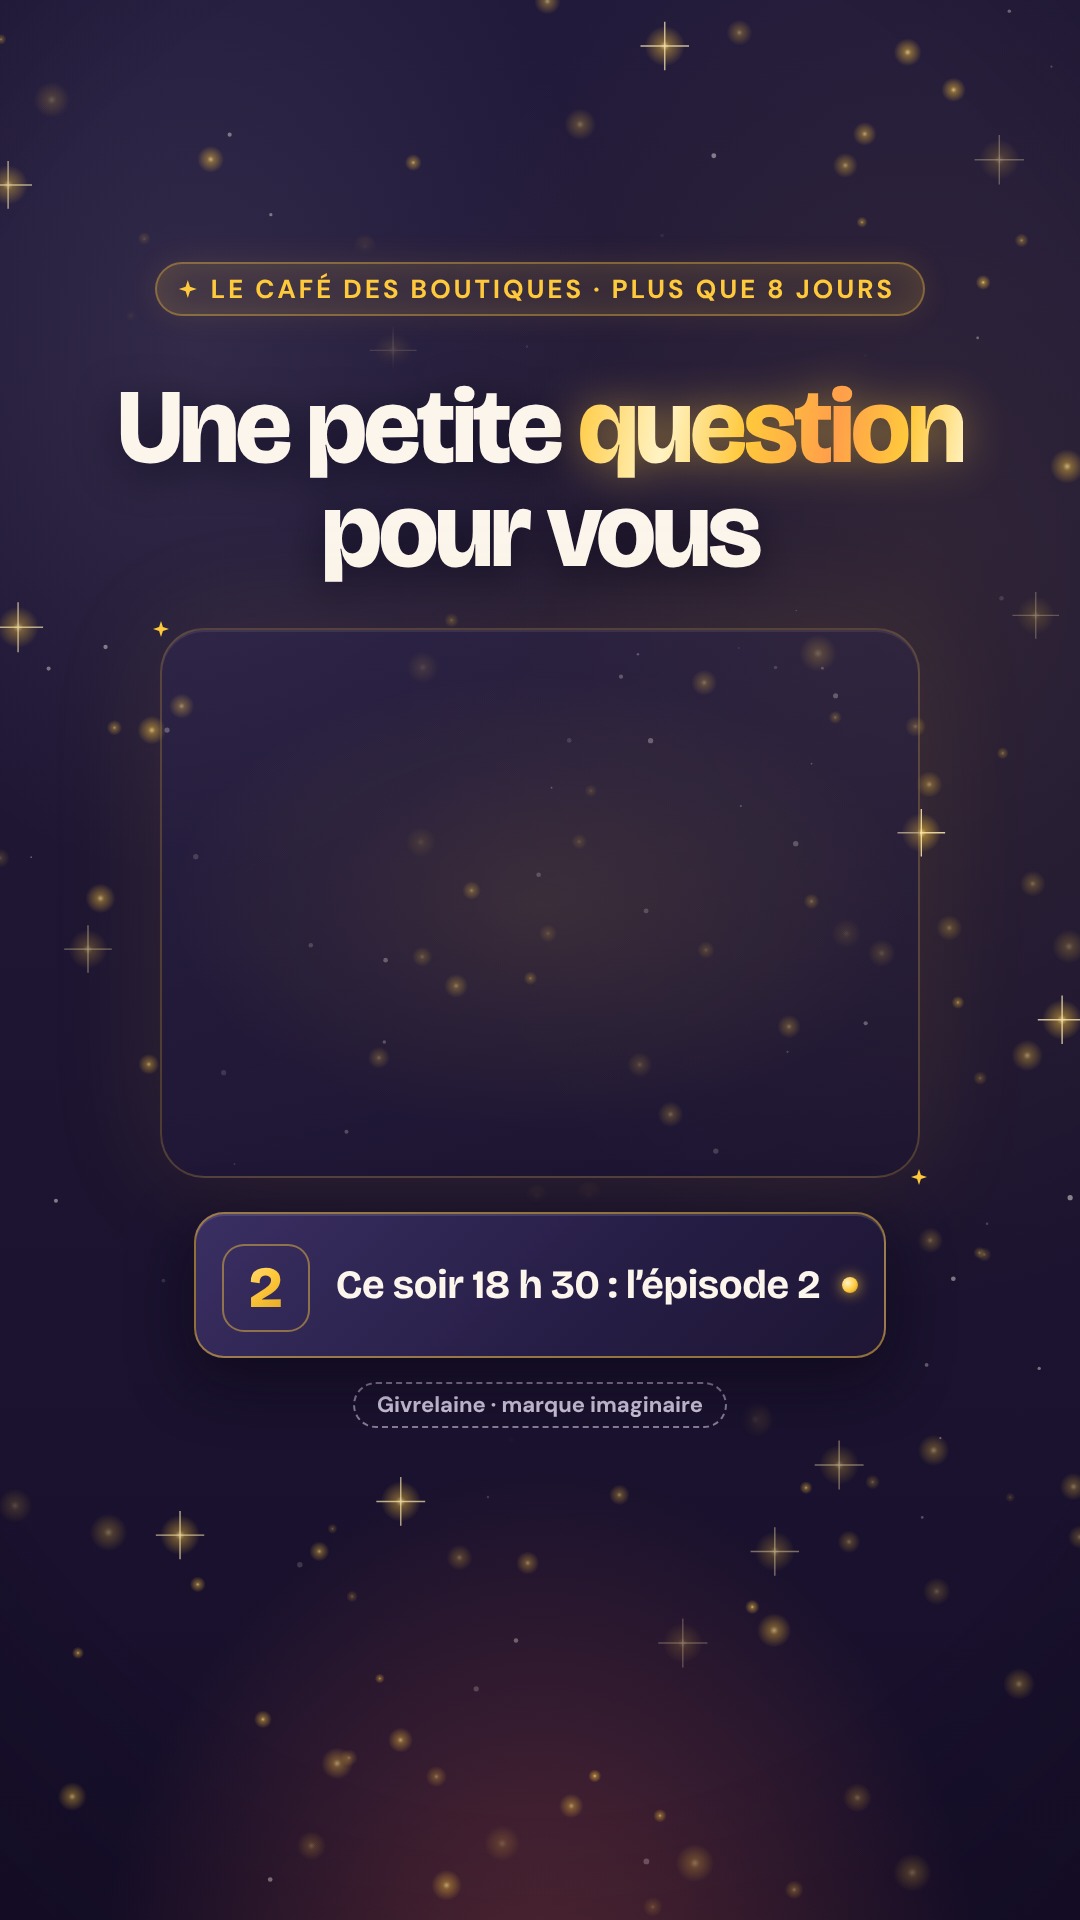 LE CAFÉ DES BOUTIQUES · PLUS QUE 8 JOURS
Une petite question
pour vous
2
Ce soir 18 h 30 : l’épisode 2
Givrelaine · marque imaginaire